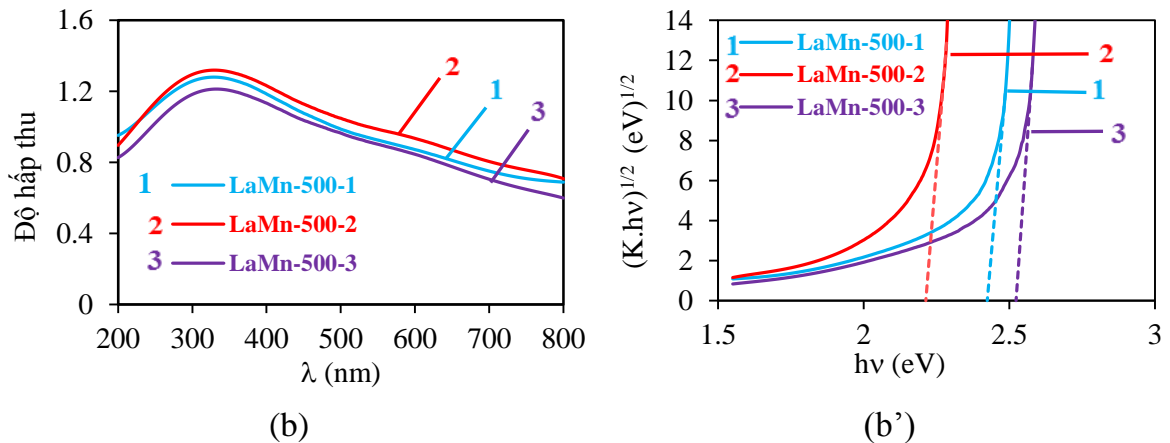 1.6
1.2
0.8
0.4
0
Độ hấp thu
2
1
3
1 LaMn-500-1
2 LaMn-500-2
3 LaMn-500-3
200 300 400 500 600 700 800
λ (nm)
(b)
14
12
10
8
6
4
2
0
(K.hν)1/2 (eV)1/2
1 LaMn-500-1
2 LaMn-500-2
3 LaMn-500-3
2
1
3
1.5 2 2.5 3
hν (eV)
(b’)